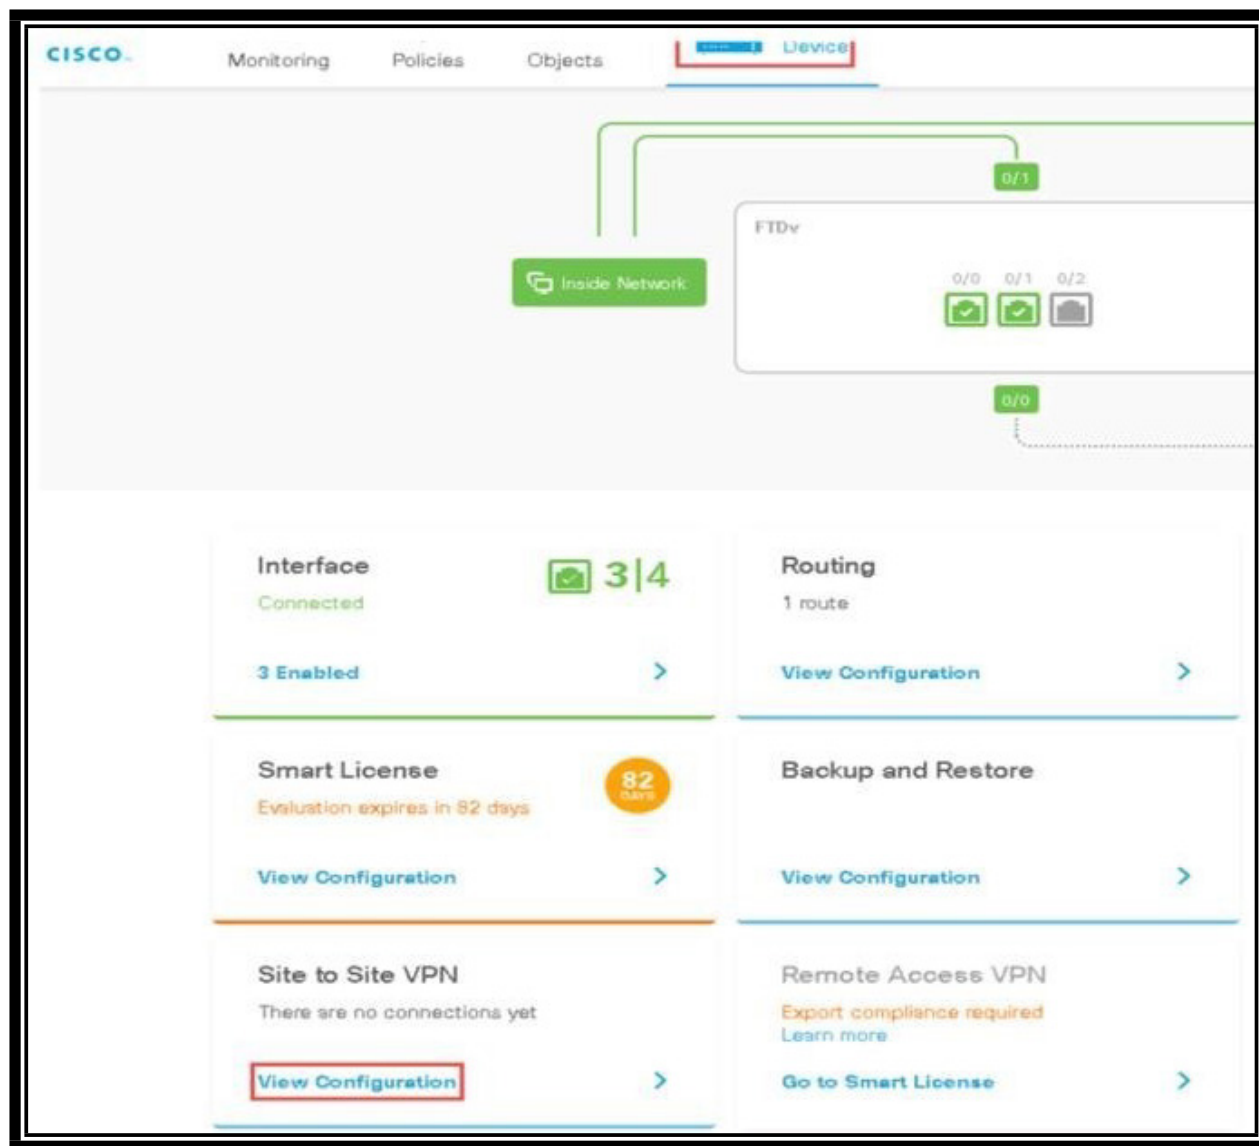 CISCO
Monitoring Policies Objects Device
0/1
FTDv
Inside Network
0/0 0/1 0/2
0/0
Interface
3|4
Connected
3 Enabled >
Routing
1 route
View Configuration >
Smart License
82
DAYS
Evaluation expires in 82 days
View Configuration >
Backup and Restore
View Configuration >
Site to Site VPN
There are no connections yet
View Configuration >
Remote Access VPN
Export compliance required
Learn more
Go to Smart License >